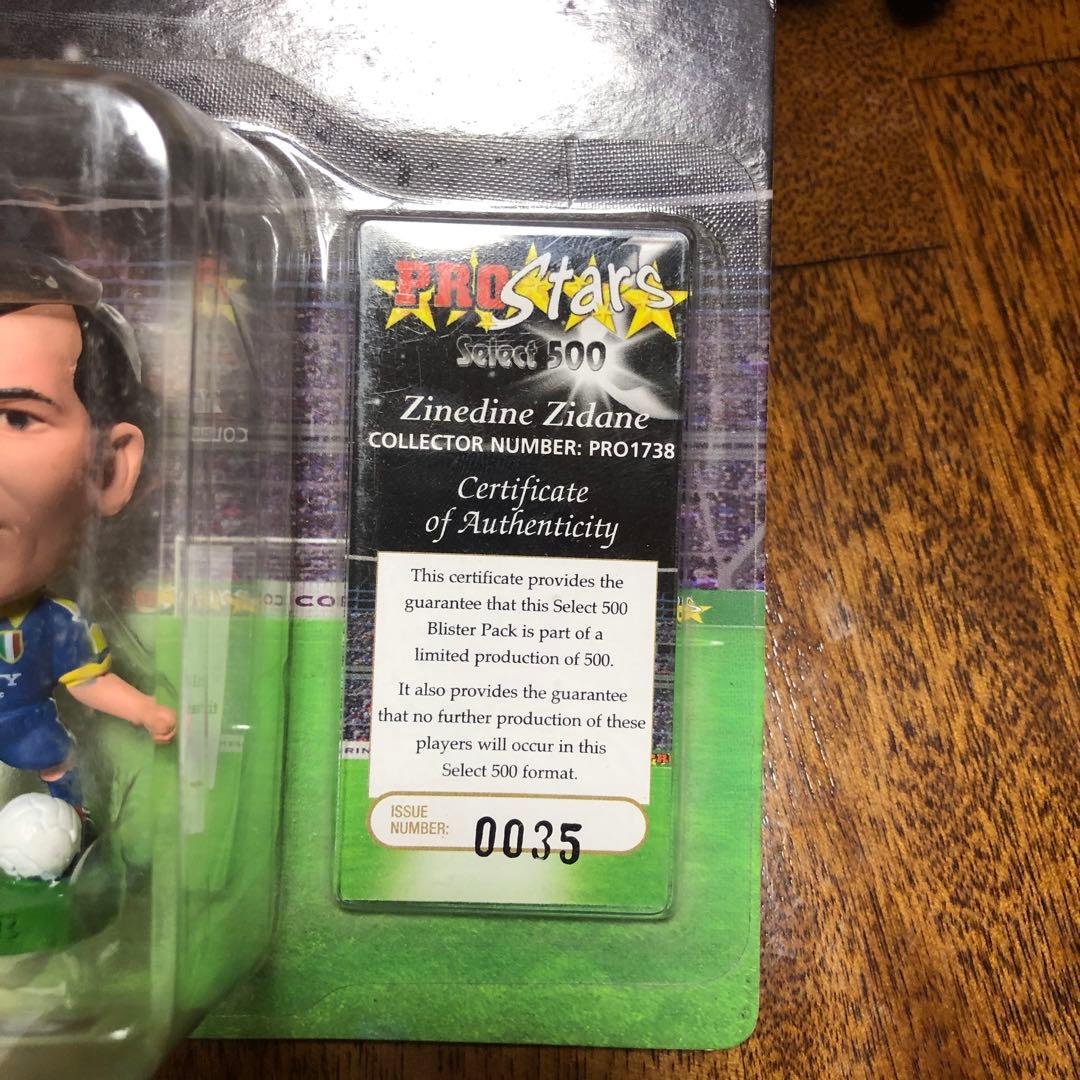 PROStars
Select 500
Zinedine Zidane
COLLECTOR NUMBER: PRO1738
Certificate
of Authenticity
This certificate provides the
guarantee that this Select 500
Blister Pack is part of a
limited production of 500.
It also provides the guarantee
that no further production of these
players will occur in this
Select 500 format.
ISSUE
NUMBER:
0035